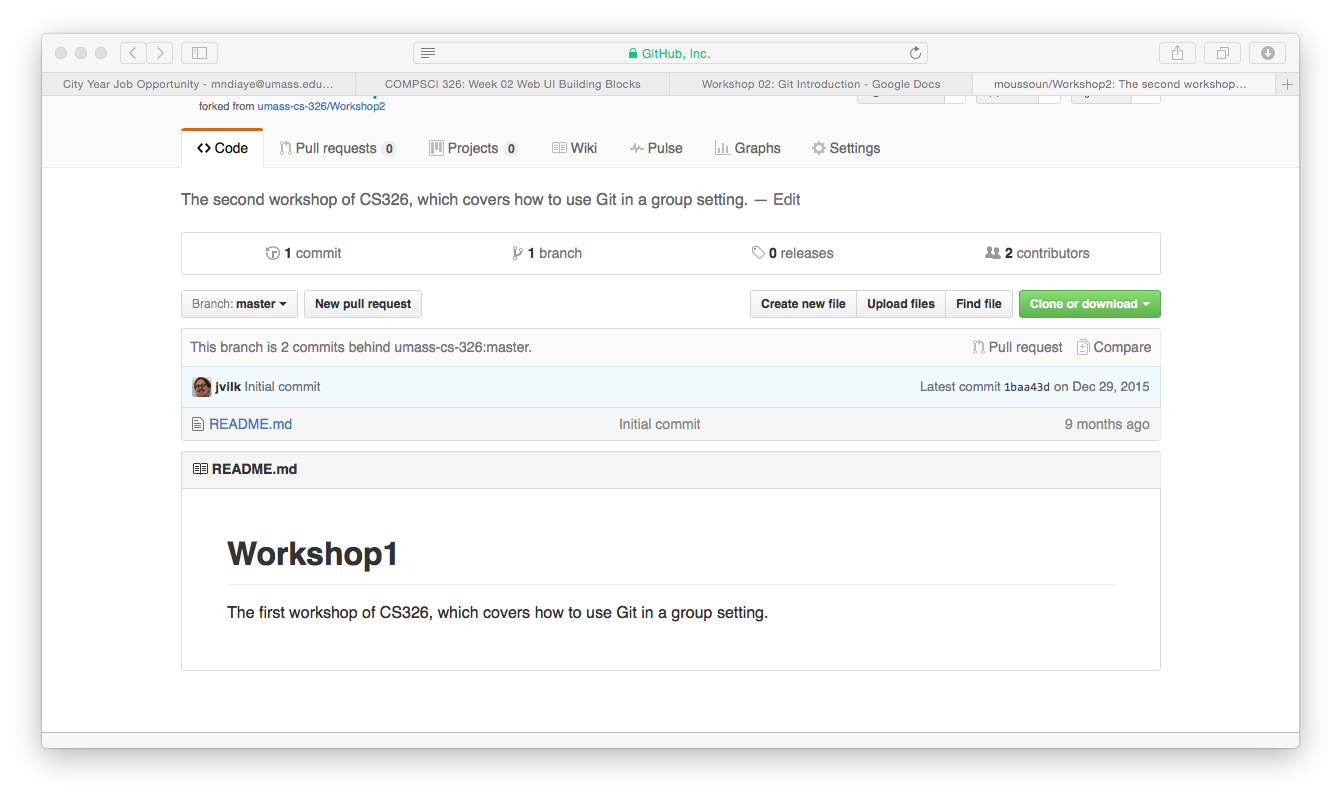 GitHub, Inc.
City Year Job Opportunity - mndiaye@umass.edu... COMPSCI 326: Week 02 Web UI Building Blocks Workshop 02: Git Introduction - Google Docs moussoun/Workshop2: The second workshop...
forked from umass-cs-326/Workshop2
Code Pull requests 0 Projects 0 Wiki Pulse Graphs Settings
The second workshop of CS326, which covers how to use Git in a group setting. — Edit
1 commit 1 branch 0 releases 2 contributors
Branch: master New pull request Create new file Upload files Find file Clone or download
This branch is 2 commits behind umass-cs-326:master. Pull request Compare
jvilk Initial commit Latest commit 1baa43d on Dec 29, 2015
README.md Initial commit 9 months ago
README.md
Workshop1
The first workshop of CS326, which covers how to use Git in a group setting.